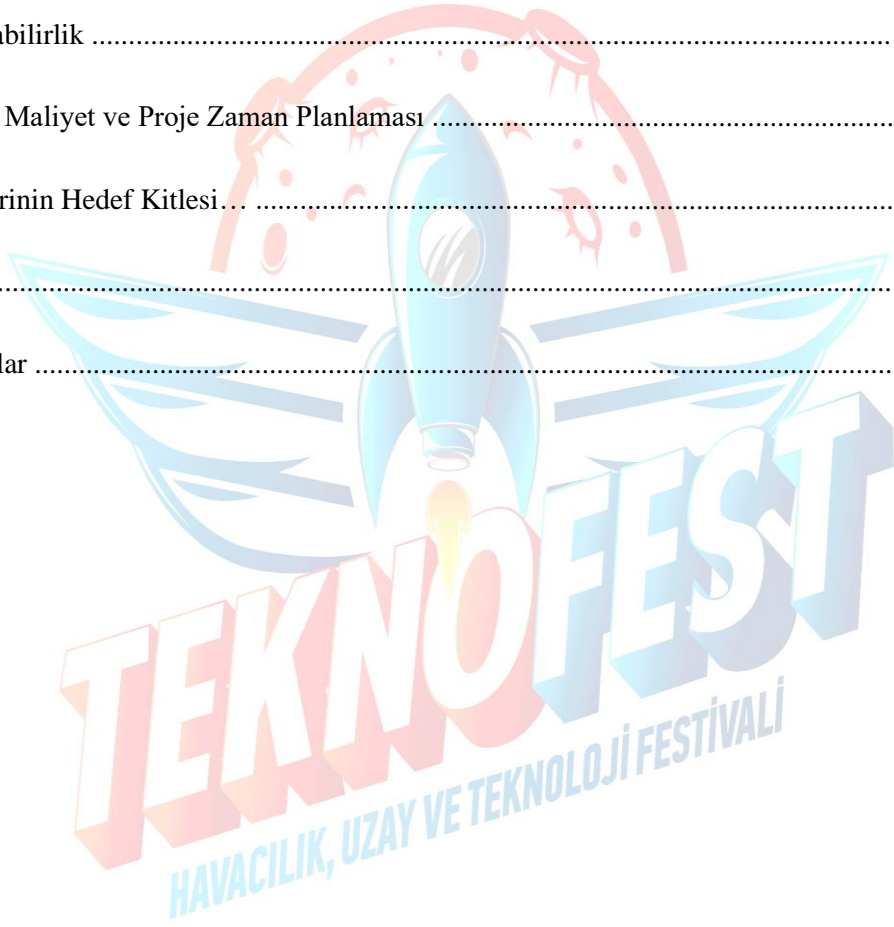 abilirlik ..........................................................................................................
Maliyet ve Proje Zaman Planlaması ...............................................................
rinin Hedef Kitlesi… .......................................................................................
.......................................................................................................................
lar ....................................................................................................................
TEKNOFEST
HAVACILIK, UZAY VE TEKNOLOJİ FESTİVALİ